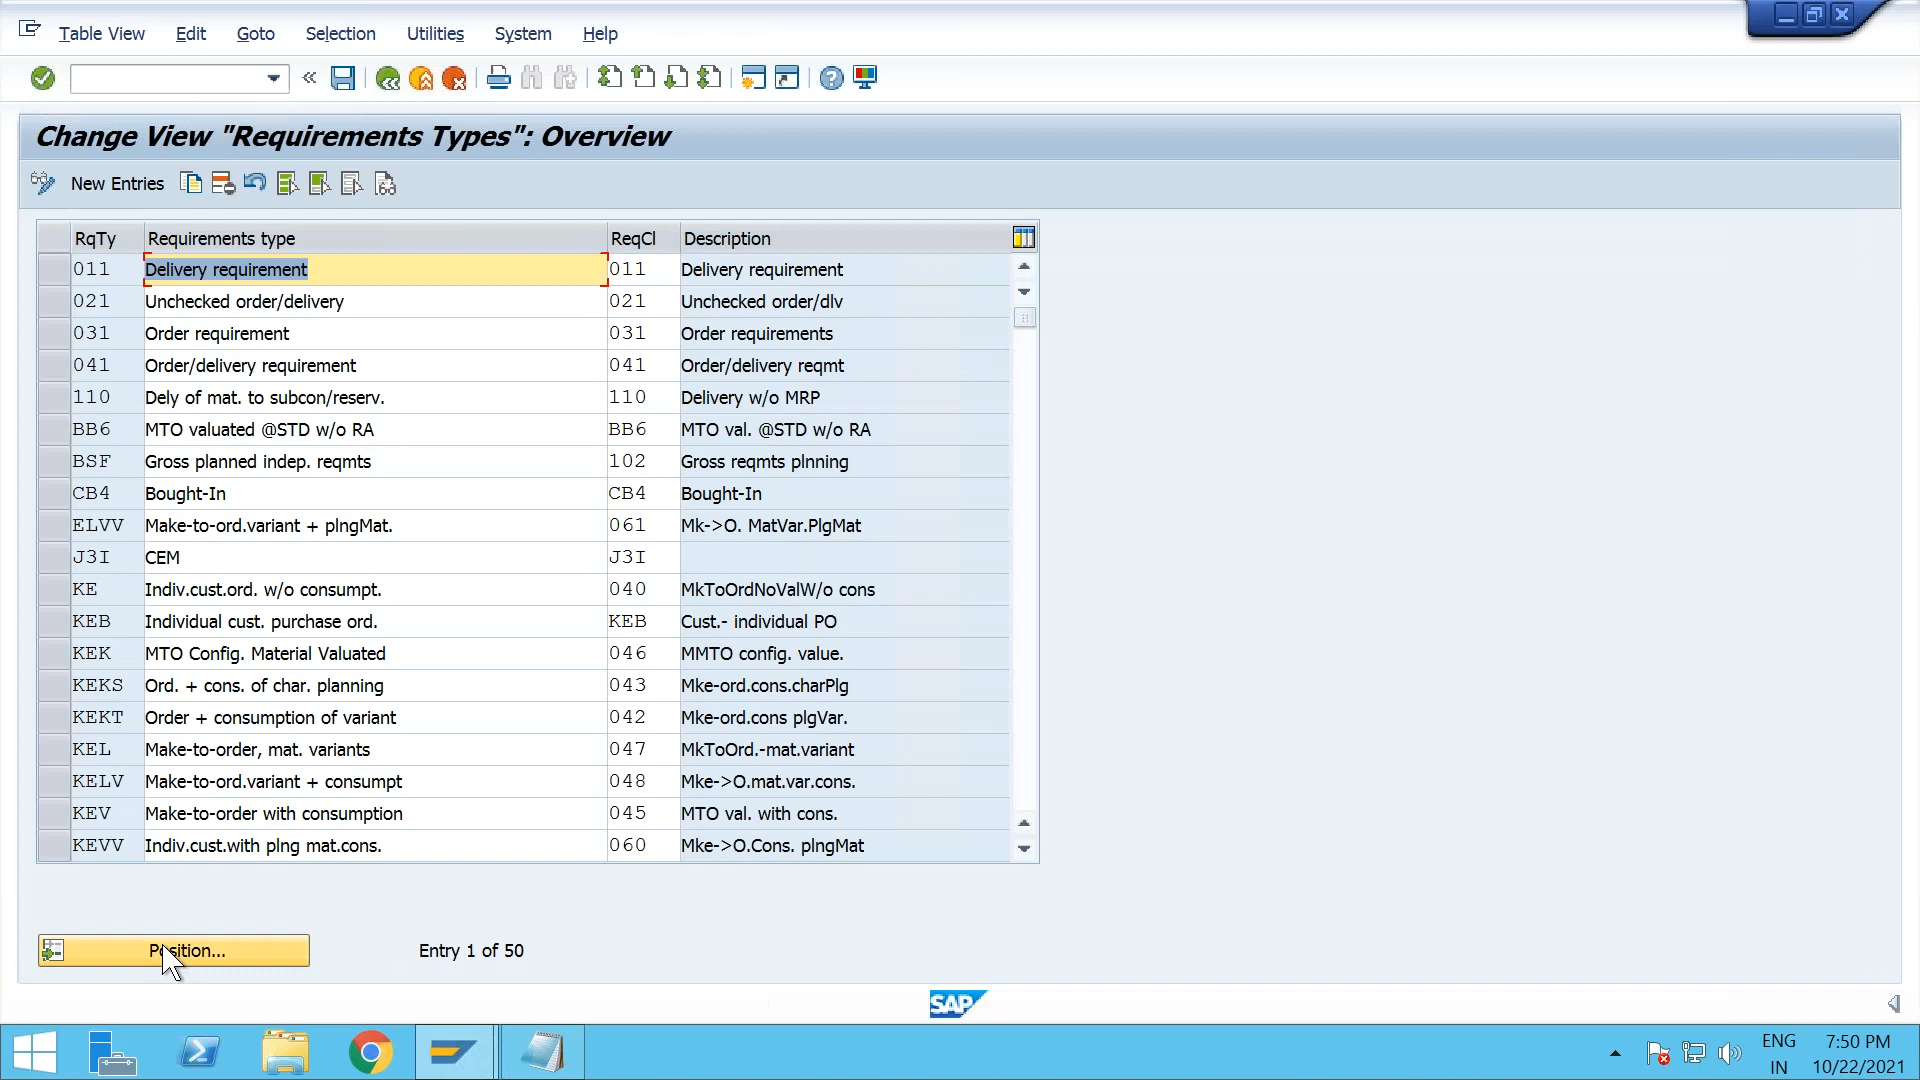 Table View Edit Goto Selection Utilities System Help
Change View "Requirements Types": Overview
New Entries
RqTy Requirements type ReqCl Description
011 Delivery requirement 011 Delivery requirement
021 Unchecked order/delivery 021 Unchecked order/dlv
031 Order requirement 031 Order requirements
041 Order/delivery requirement 041 Order/delivery reqmt
110 Dely of mat. to subcon/reserv. 110 Delivery w/o MRP
BB6 MTO valuated @STD w/o RA BB6 MTO val. @STD w/o RA
BSF Gross planned indep. reqmts 102 Gross reqmts plnning
CB4 Bought-In CB4 Bought-In
ELVV Make-to-ord.variant + plngMat. 061 Mk->O. MatVar.PlgMat
J3I CEM J3I
KE Indiv.cust.ord. w/o consumpt. 040 MkToOrdNoValW/o cons
KEB Individual cust. purchase ord. KEB Cust.- individual PO
KEK MTO Config. Material Valuated 046 MMTO config. value.
KEKS Ord. + cons. of char. planning 043 Mke-ord.cons.charPlg
KEKT Order + consumption of variant 042 Mke-ord.cons plgVar.
KEL Make-to-order, mat. variants 047 MkToOrd.-mat.variant
KELV Make-to-ord.variant + consumpt 048 Mke->O.mat.var.cons.
KEV Make-to-order with consumption 045 MTO val. with cons.
KEVV Indiv.cust.with plng mat.cons. 060 Mke->O.Cons. plngMat
Position... Entry 1 of 50
SAP
ENG 7:50 PM
IN 10/22/2021